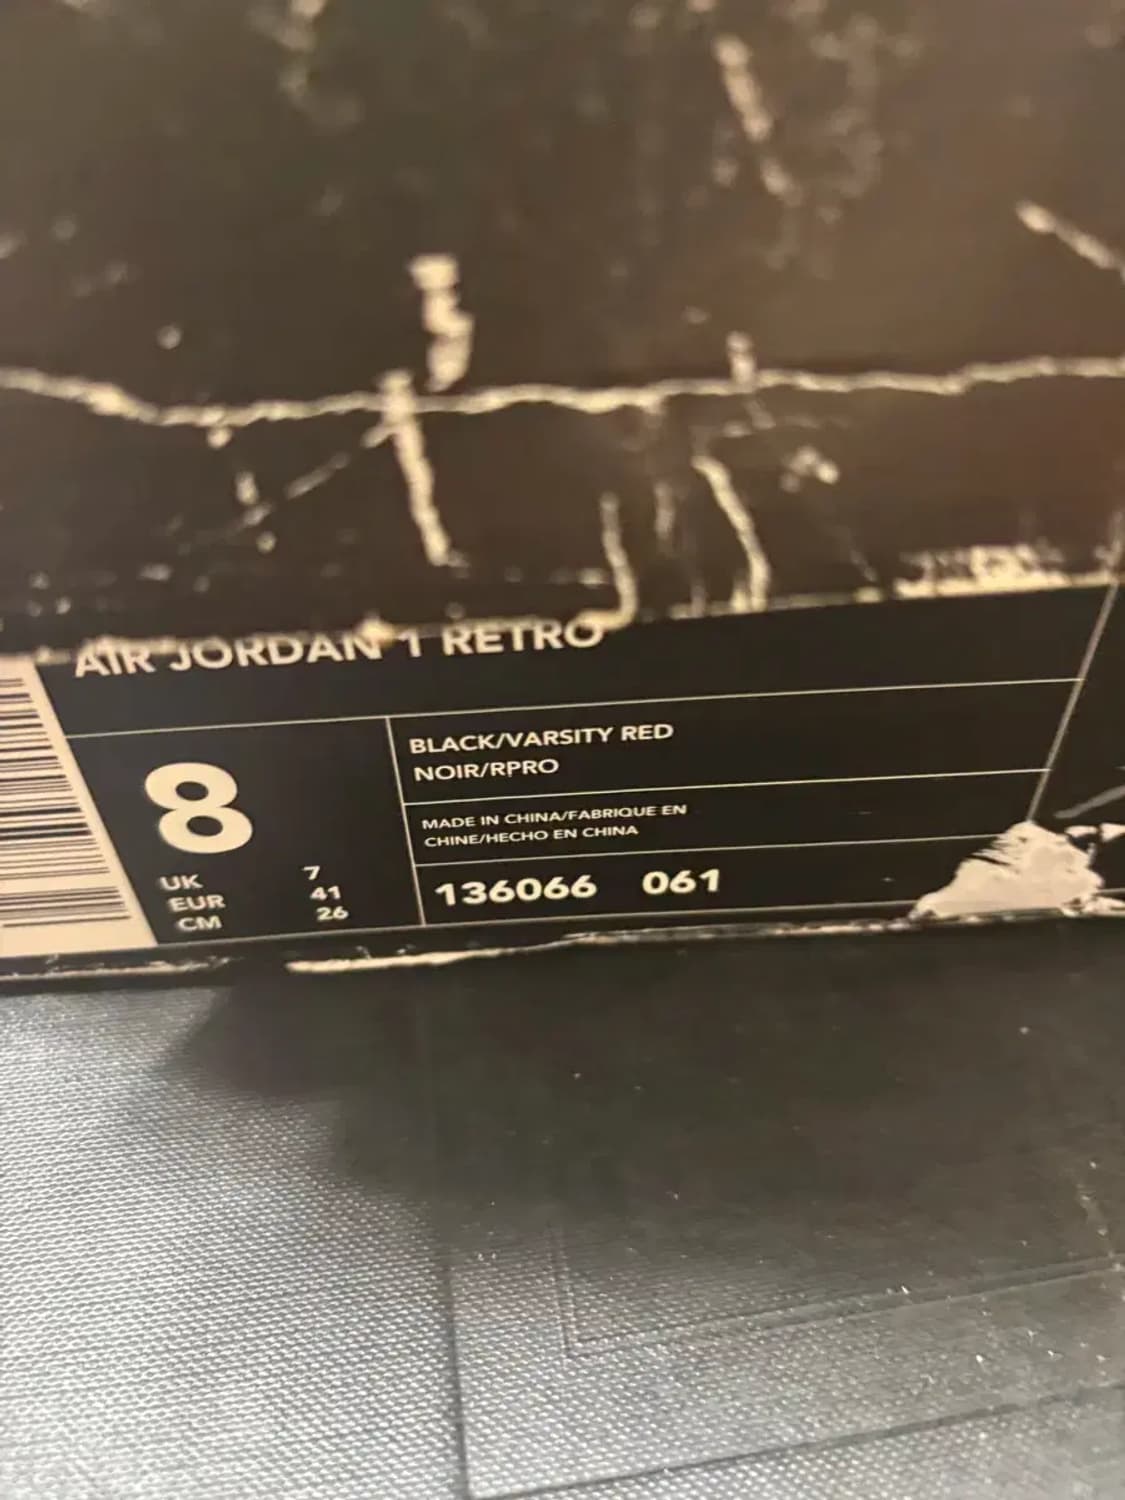 AIR JORDAN 1 RETRO
8
UK 7
EUR 41
CM 26
BLACK/VARSITY RED
NOIR/RPRO
MADE IN CHINA/FABRIQUE EN
CHINE/HECHO EN CHINA
136066 061